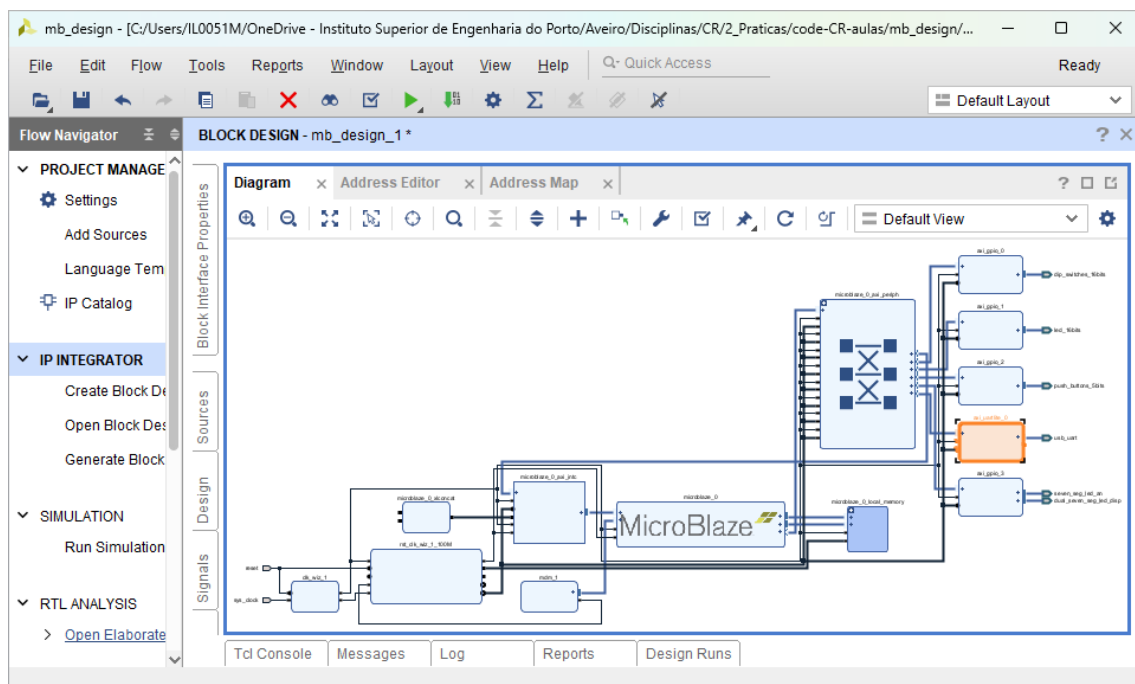 mb_design - [C:/Users/IL0051M/OneDrive - Instituto Superior de Engenharia do Porto/Aveiro/Disciplinas/CR/2_Praticas/code-CR-aulas/mb_design/...
File Edit Flow Tools Reports Window Layout View Help Q- Quick Access Ready
Default Layout
Flow Navigator
BLOCK DESIGN - mb_design_1 *
PROJECT MANAGE
Settings
Add Sources
Language Tem
IP Catalog
IP INTEGRATOR
Create Block De
Open Block Des
Generate Block
SIMULATION
Run Simulation
RTL ANALYSIS
Open Elaborate
Block Interface Properties
Sources
Design
Signals
Diagram Address Editor Address Map
Default View
axi_gpio_0
dip_switches_16bits
microblaze_0_axi_periph
axi_gpio_1
led_16bits
axi_gpio_2
push_buttons_5bits
axi_uartlite_0
usb_uart
axi_gpio_3
seven_seg_led_an
dual_seven_seg_led_disp
microblaze_0_axi_intc
microblaze_0_xlconcat
microblaze_0
MicroBlaze
microblaze_0_local_memory
rst_clk_wiz_1_100M
reset
clk_wiz_1
mdm_1
sys_clock
Tcl Console Messages Log Reports Design Runs